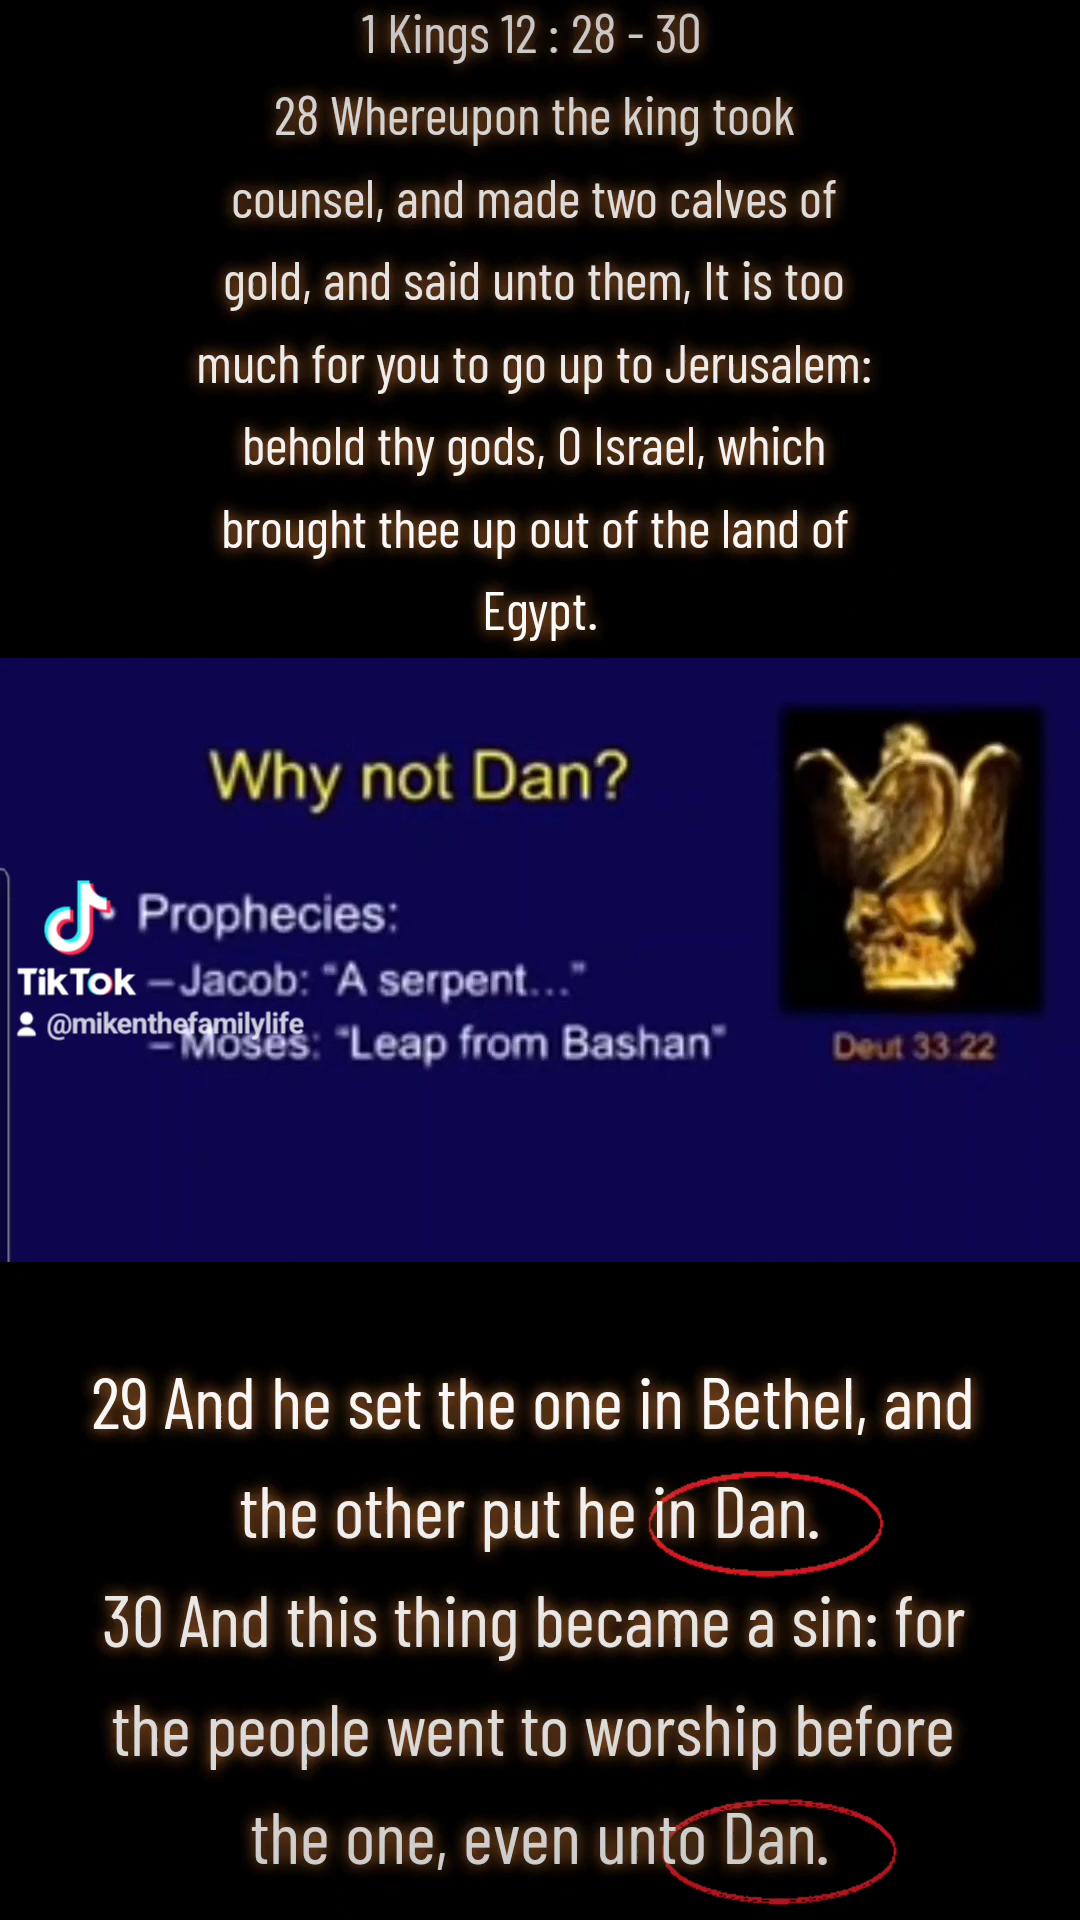 1 Kings 12 : 28 - 30
28 Whereupon the king took
counsel, and made two calves of
gold, and said unto them, It is too
much for you to go up to Jerusalem:
behold thy gods, O Israel, which
brought thee up out of the land of
Egypt.
Why not Dan?
Prophecies:
– Jacob: "A serpent..."
– Moses: "Leap from Bashan"
Deut 33:22
TikTok
@mikenthefamilylife
29 And he set the one in Bethel, and
the other put he in Dan.
30 And this thing became a sin: for
the people went to worship before
the one, even unto Dan.